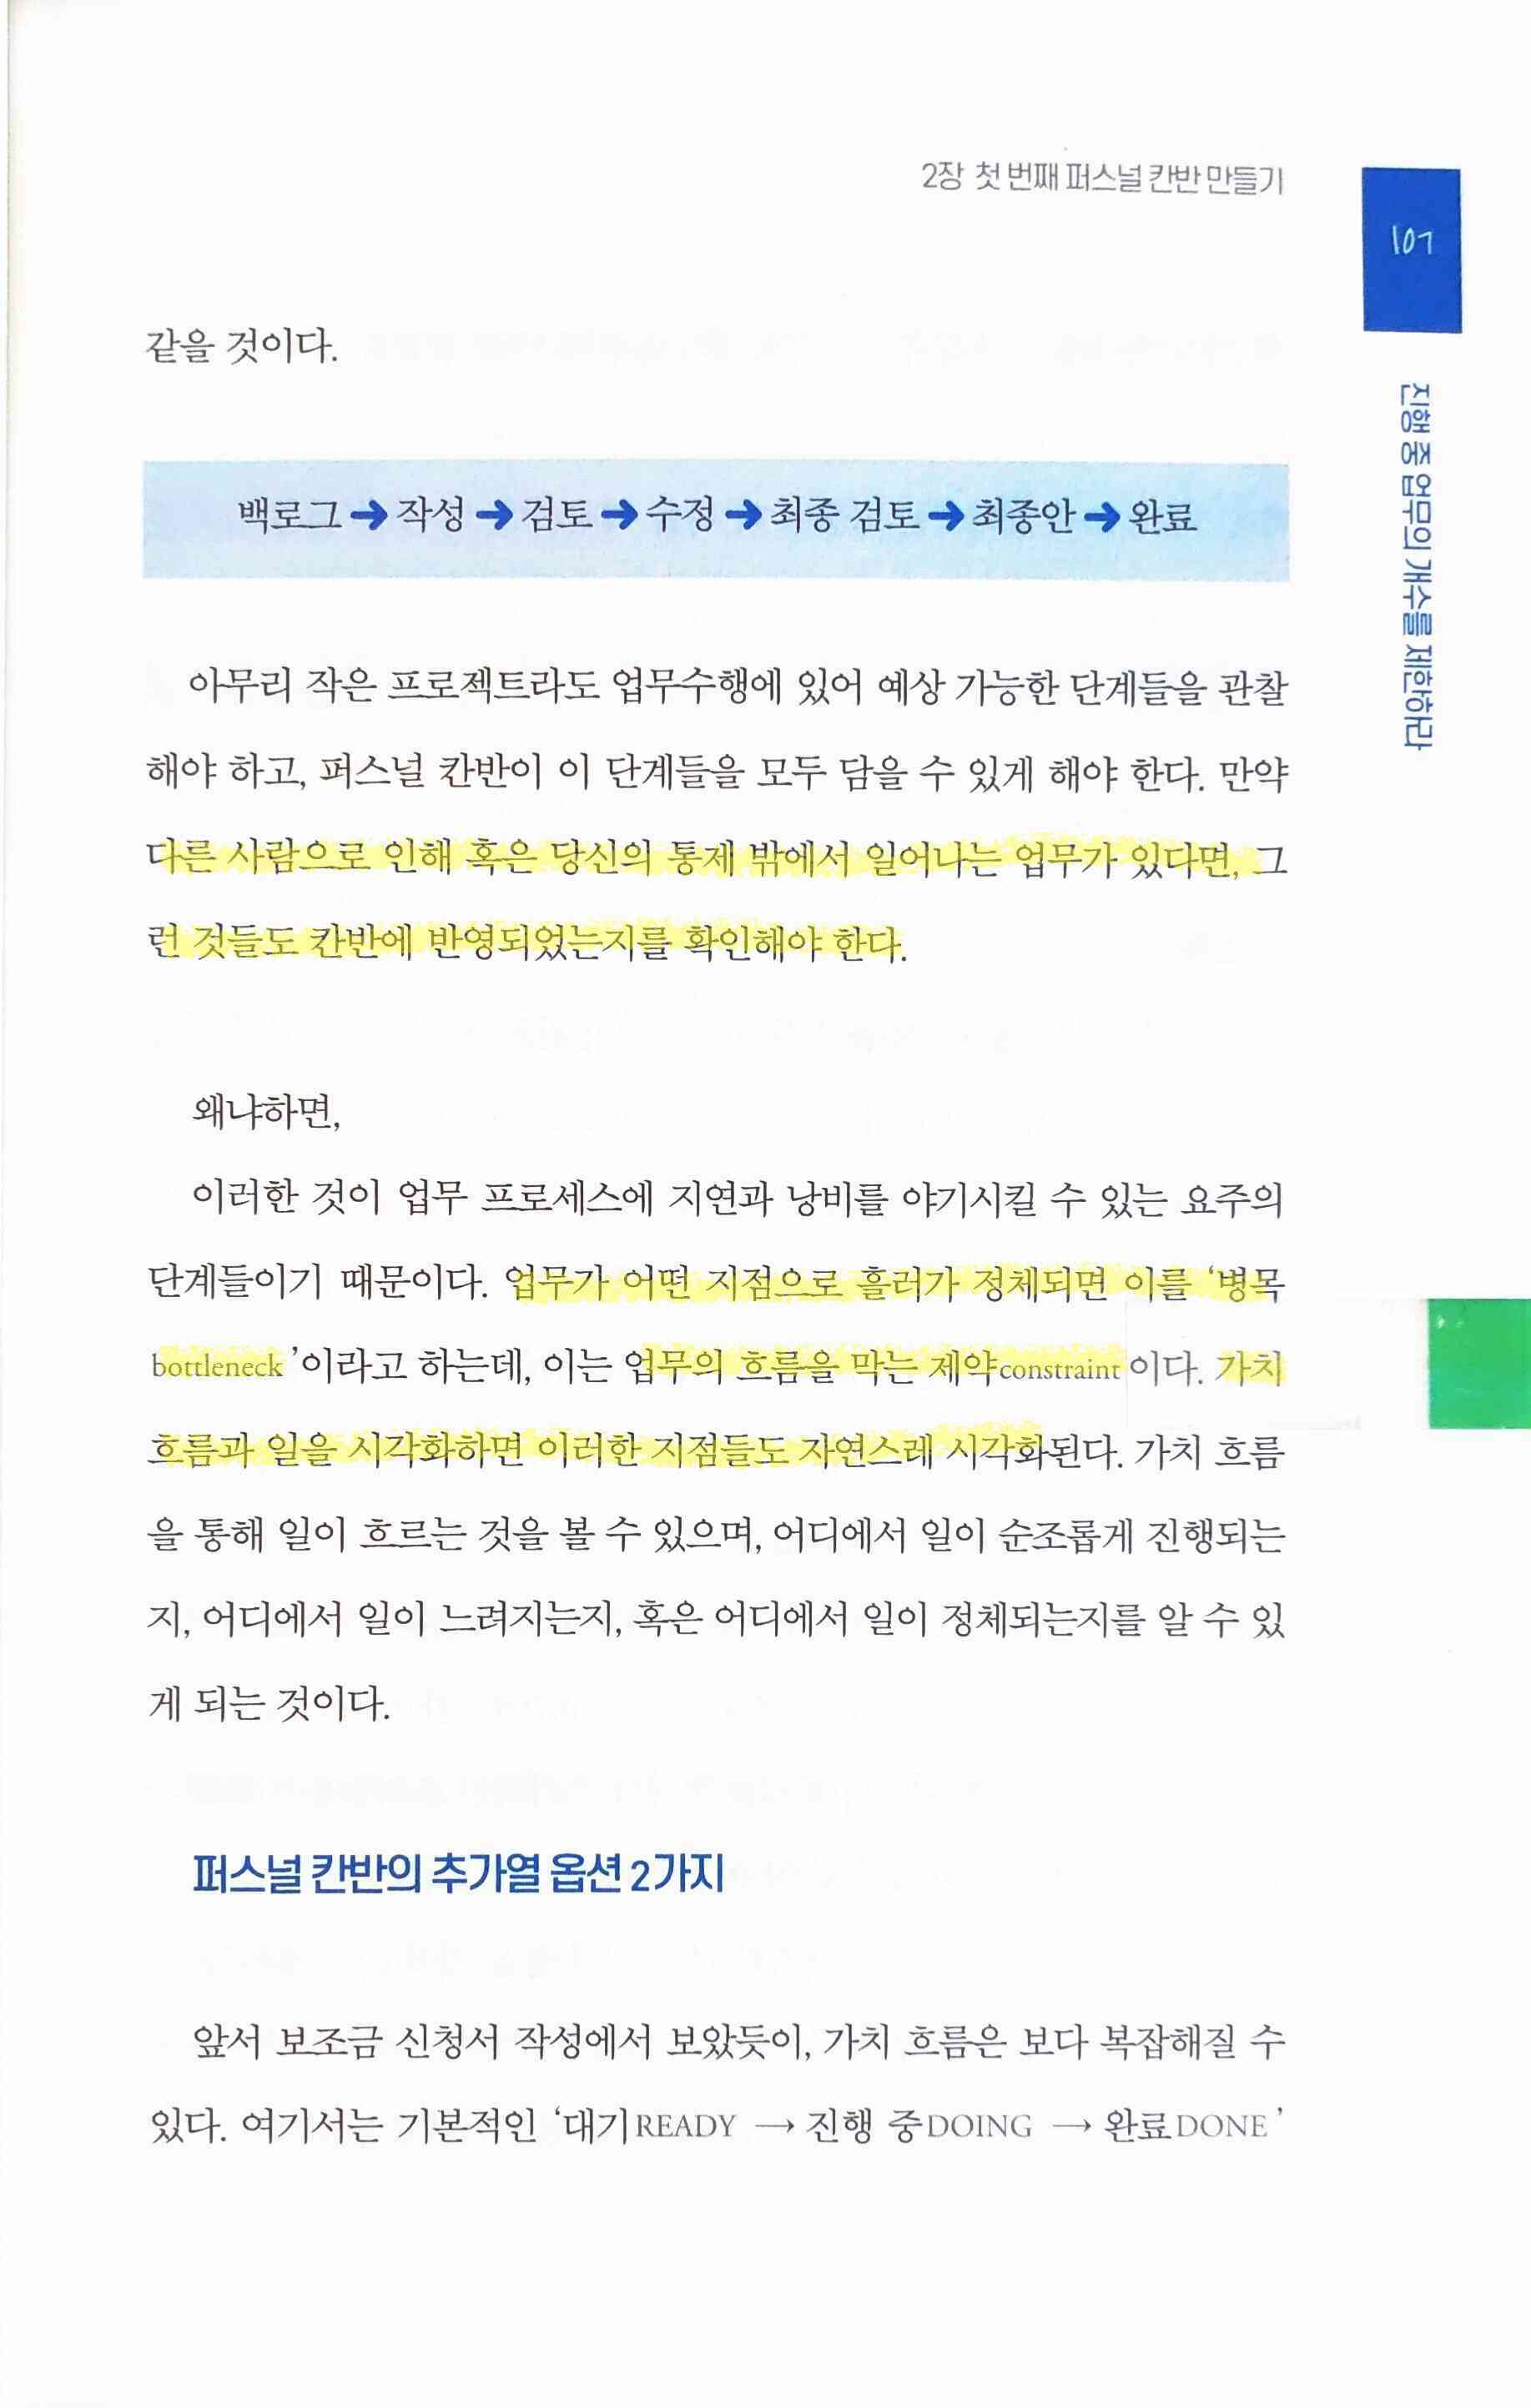 2장 첫 번째 퍼스널 칸반 만들기
107
진행 중 업무의 개수를 제한하라
같을 것이다.
백로그 ➔ 작성 ➔ 검토 ➔ 수정 ➔ 최종 검토 ➔ 최종안 ➔ 완료
아무리 작은 프로젝트라도 업무수행에 있어 예상 가능한 단계들을 관찰
해야 하고, 퍼스널 칸반이 이 단계들을 모두 담을 수 있게 해야 한다. 만약
다른 사람으로 인해 혹은 당신의 통제 밖에서 일어나는 업무가 있다면, 그
런 것들도 칸반에 반영되었는지를 확인해야 한다.
왜냐하면,
이러한 것이 업무 프로세스에 지연과 낭비를 야기시킬 수 있는 요주의
단계들이기 때문이다. 업무가 어떤 지점으로 흘러가 정체되면 이를 ‘병목
bottleneck’이라고 하는데, 이는 업무의 흐름을 막는 제약constraint이다. 가치
흐름과 일을 시각화하면 이러한 지점들도 자연스레 시각화된다. 가치 흐름
을 통해 일이 흐르는 것을 볼 수 있으며, 어디에서 일이 순조롭게 진행되는
지, 어디에서 일이 느려지는지, 혹은 어디에서 일이 정체되는지를 알 수 있
게 되는 것이다.
퍼스널 칸반의 추가열 옵션 2가지
앞서 보조금 신청서 작성에서 보았듯이, 가치 흐름은 보다 복잡해질 수
있다. 여기서는 기본적인 ‘대기READY → 진행 중DOING → 완료DONE’